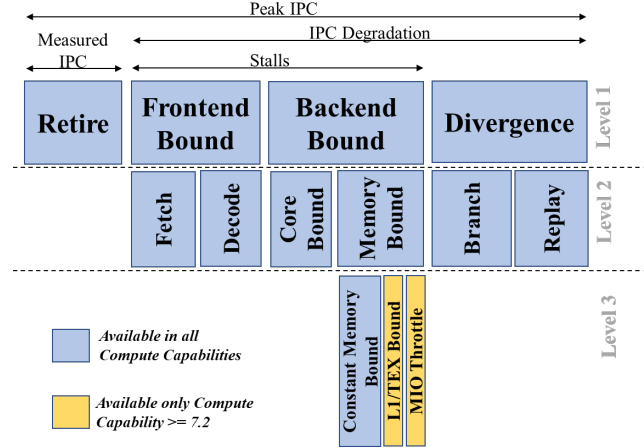 Peak IPC
IPC Degradation
Measured
IPC
Stalls
Retire
Frontend
Bound
Backend
Bound
Divergence
Level 1
Fetch
Decode
Core
Bound
Memory
Bound
Branch
Replay
Level 2
Constant Memory
Bound
L1/TEX Bound
MIO Throttle
Level 3
Available in all
Compute Capabilities
Available only Compute
Capability >= 7.2